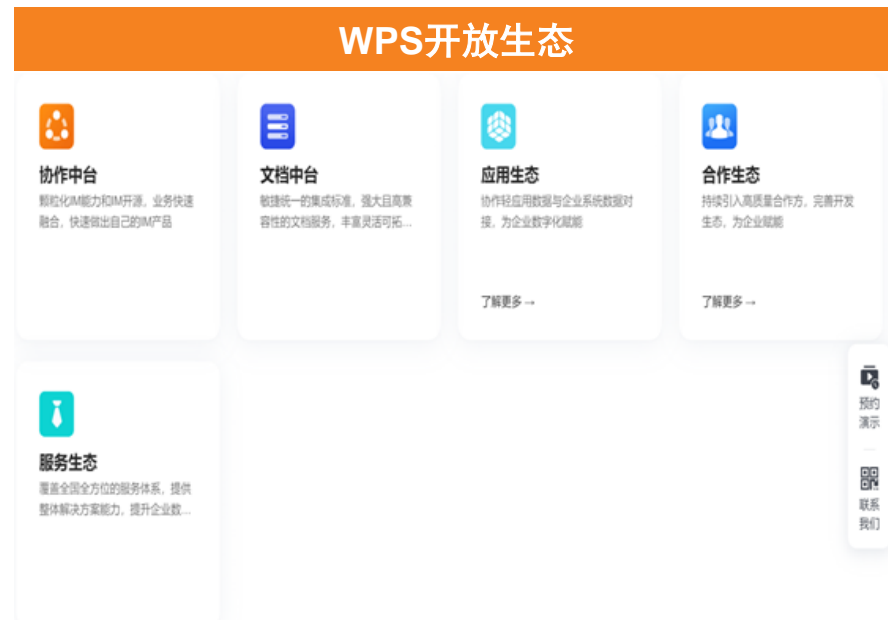 WPS开放生态
协作中台
颗粒化IM能力和IM开源，业务快速
融合，快速做出自己的IM产品
文档中台
敏捷统一的集成标准，强大且高兼
容性的文档服务，丰富灵活可拓...
应用生态
协作轻应用数据与企业系统数据对
接，为企业数字化赋能
了解更多→
合作生态
持续引入高质量合作方，完善开发
生态，为企业赋能
了解更多→
服务生态
覆盖全国全方位的服务体系，提供
整体解决方案能力，提升企业数...
预约
演示
联系
我们